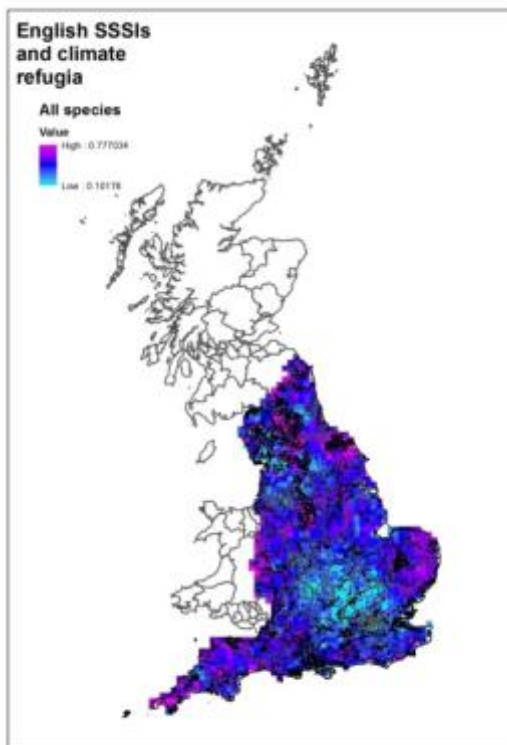 English SSSIs
and climate
refugia
All species
Value
High : 0.777034
Low : 0.10176